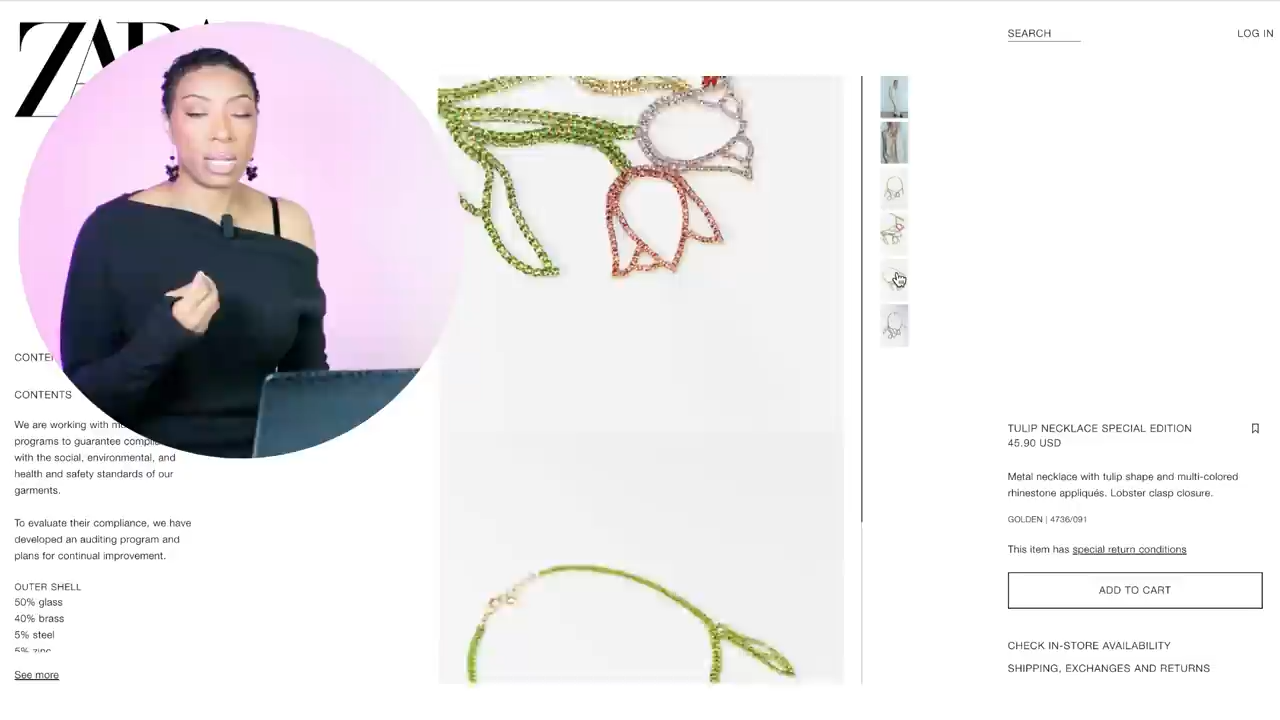 SEARCH
LOG IN
CONTENTS
We are working with
programs to guarantee
with the social, environmental, and
health and safety standards of our
garments.
To evaluate their compliance, we have
developed an auditing program and
plans for continual improvement.
OUTER SHELL
50% glass
40% brass
5% steel
5% zinc
See more
TULIP NECKLACE SPECIAL EDITION
45.90 USD
Metal necklace with tulip shape and multi-colored
rhinestone appliqués. Lobster clasp closure.
GOLDEN | 4736/091
This item has special return conditions
ADD TO CART
CHECK IN-STORE AVAILABILITY
SHIPPING, EXCHANGES AND RETURNS